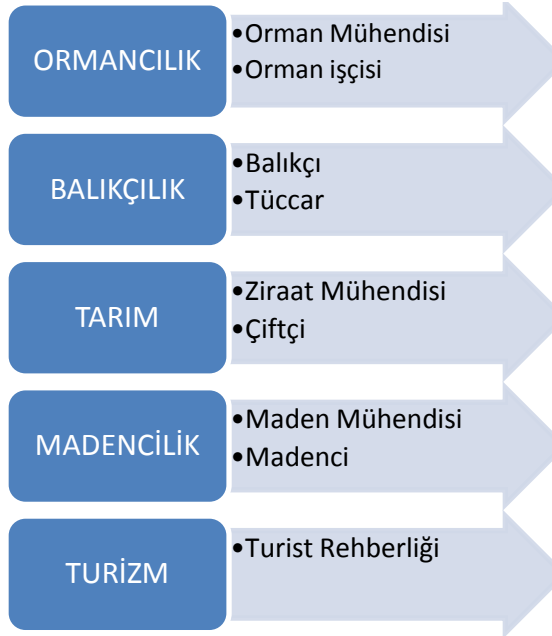 ORMANCILIK
•Orman Mühendisi
•Orman işçisi
BALIKÇILIK
•Balıkçı
•Tüccar
TARIM
•Ziraat Mühendisi
•Çiftçi
MADENCİLİK
•Maden Mühendisi
•Madenci
TURİZM
•Turist Rehberliği